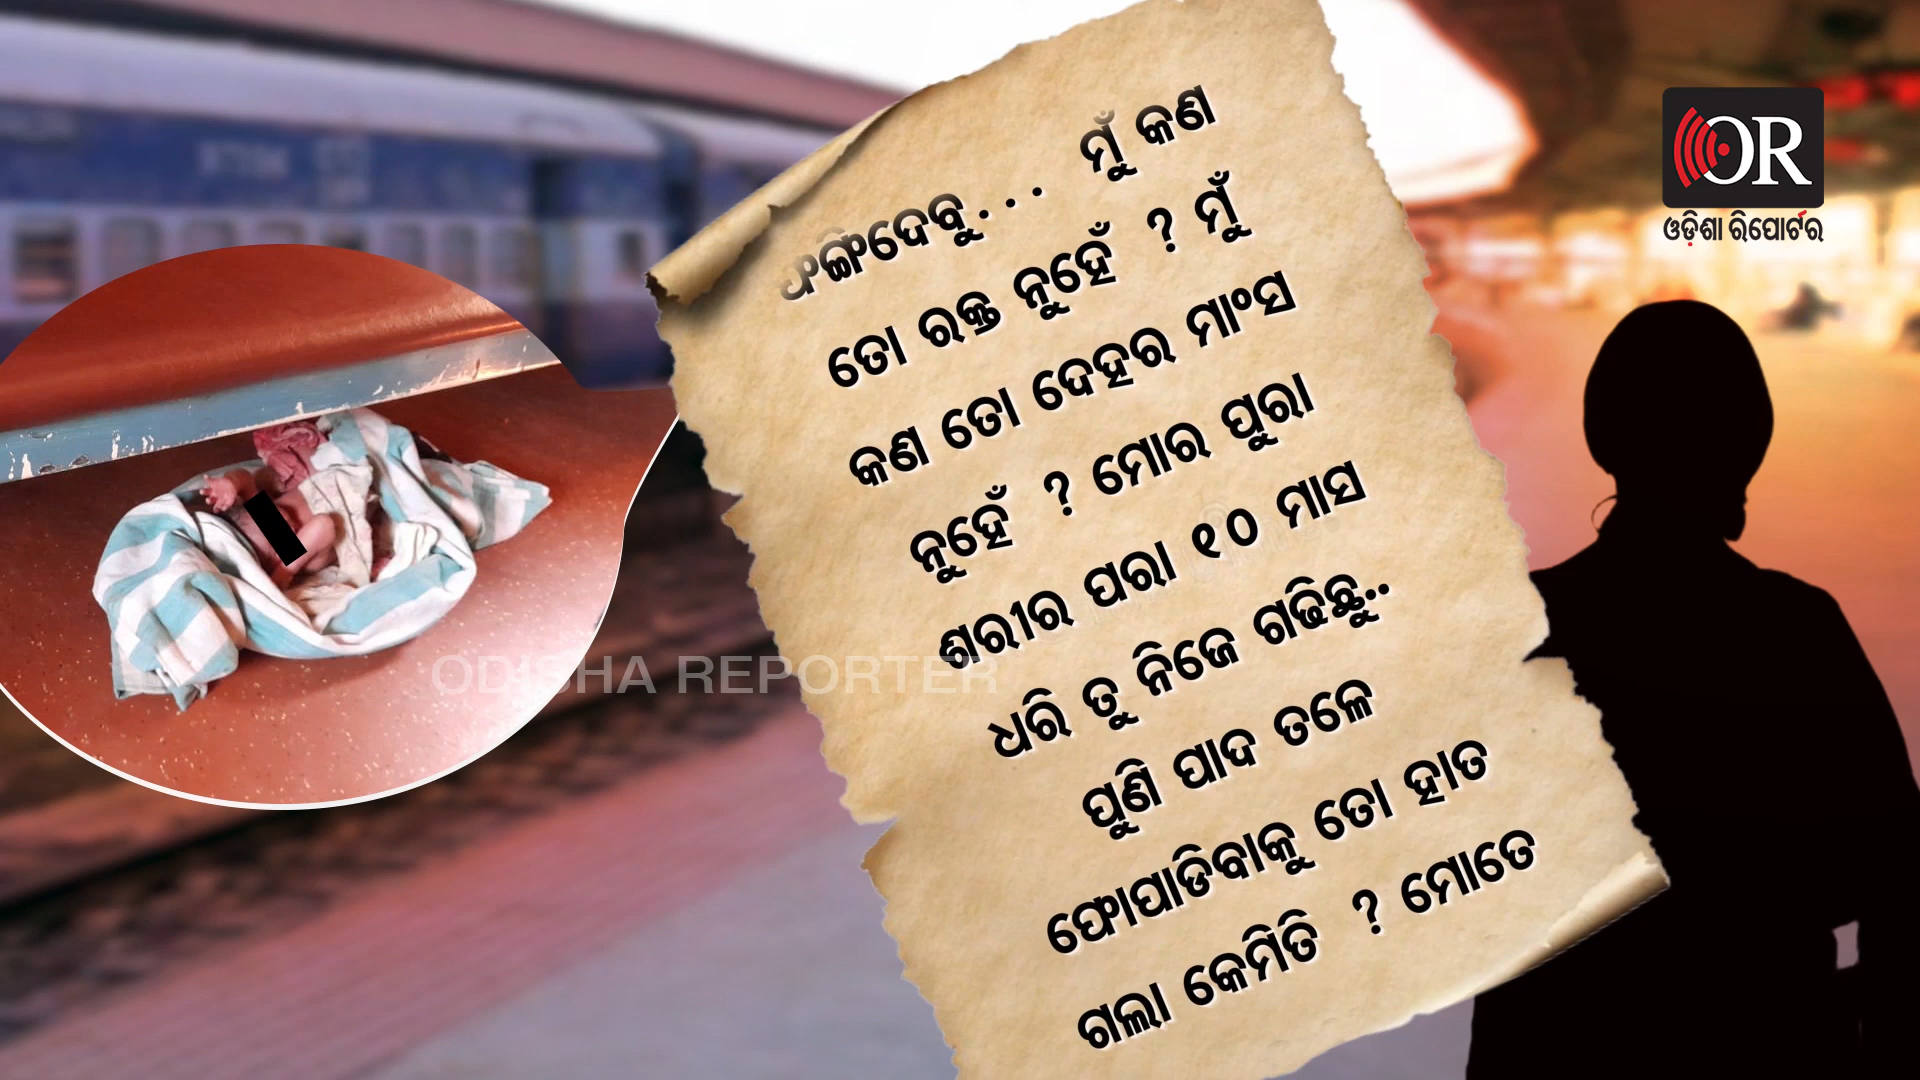 ଫିଙ୍ଗିଦେବୁ... ମୁଁ କଣ
ତୋ ରକ୍ତ ନୁହେଁ ? ମୁଁ
କଣ ତୋ ଦେହର ମାଂସ
ନୁହେଁ ? ମୋର ପୁରା
ଶରୀର ପରା ୧୦ ମାସ
ଧରି ତୁ ନିଜେ ଗଢିଛୁ..
ପୁଣି ପାଦ ତଳେ
ଫୋପାଡିବାକୁ ତୋ ହାତ
ଗଲା କେମିତି ? ମୋତେ
OR
ଓଡ଼ିଶା ରିପୋର୍ଟର
ODISHA REPORTER